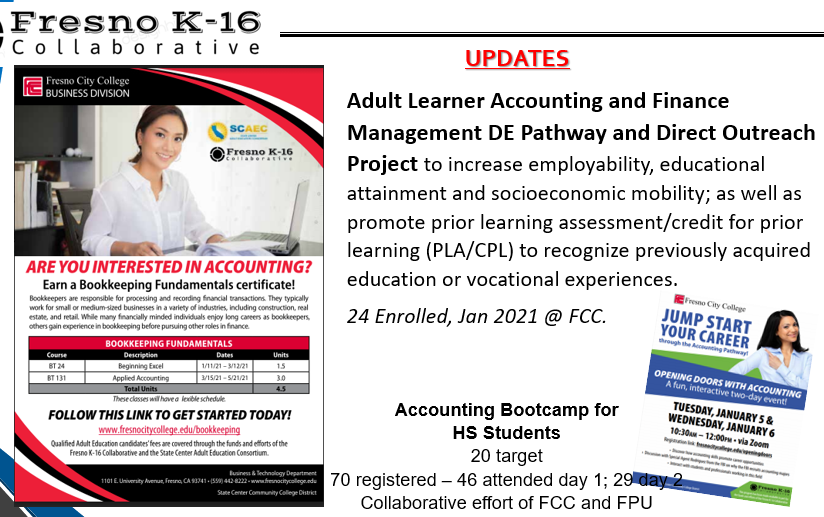 Fresno K-16
Collaborative
UPDATES
Fresno City College
BUSINESS DIVISION
SCAEC
Fresno K-16
Collaborative
ARE YOU INTERESTED IN ACCOUNTING?
Earn a Bookkeeping Fundamentals certificate!
Bookkeepers are responsible for processing and recording financial transactions. They typically
work for small or medium-sized businesses in a variety of industries, including construction, real
estate, and retail. While many financially minded individuals enjoy long careers as bookkeepers,
others gain experience in bookkeeping before pursuing other roles in finance.
BOOKKEEPING FUNDAMENTALS
Course Description Dates Units
BT 24 Beginning Excel 1/11/21 – 3/12/21 1.5
BT 131 Applied Accounting 3/15/21 – 5/21/21 3.0
Total Units 4.5
These classes will have a lexible schedule.
FOLLOW THIS LINK TO GET STARTED TODAY!
www.fresnocitycollege.edu/bookkeeping
Qualified Adult Education candidates' fees are covered through the funds and efforts of the
Fresno K-16 Collaborative and the State Center Adult Education Consortium.
Business & Technology Department
1101 E. University Avenue, Fresno, CA 93741 • (559) 442-8222 • www.fresnocitycollege.edu
State Center Community College District
Adult Learner Accounting and Finance
Management DE Pathway and Direct Outreach
Project to increase employability, educational
attainment and socioeconomic mobility; as well as
promote prior learning assessment/credit for prior
learning (PLA/CPL) to recognize previously acquired
education or vocational experiences.
24 Enrolled, Jan 2021 @ FCC.
Accounting Bootcamp for
HS Students
20 target
70 registered – 46 attended day 1; 29 day 2
Collaborative effort of FCC and FPU
Fresno City College
JUMP START
YOUR CAREER
through the Accounting Pathway!
OPENING DOORS WITH ACCOUNTING
A fun, interactive two-day event!
TUESDAY, JANUARY 5 &
WEDNESDAY, JANUARY 6
10:30AM – 12:00PM • via Zoom
Registration link: fresnocitycollege.edu/openingdoors
Fresno K-16